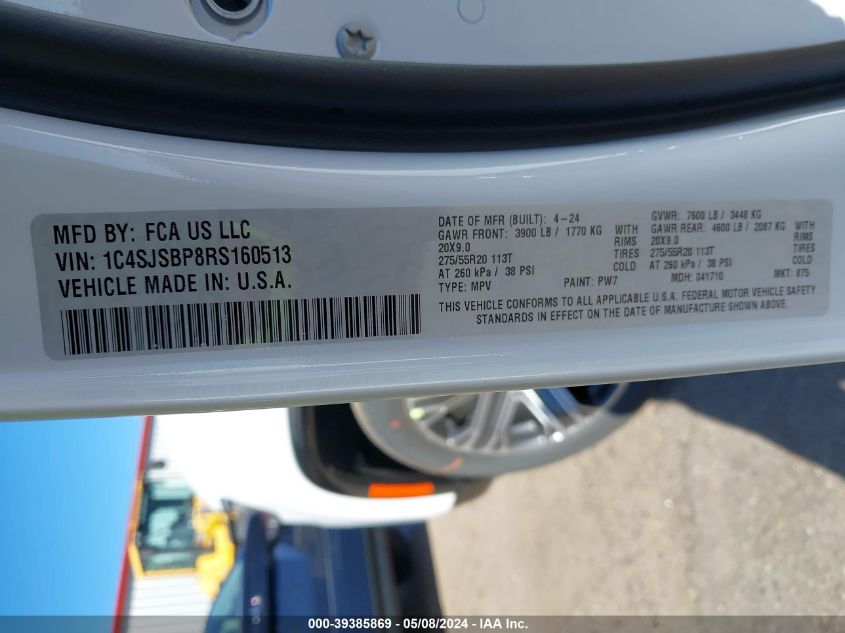 MFD BY: FCA US LLC
VIN: 1C4SJSBP8RS160513
VEHICLE MADE IN: U.S.A.
DATE OF MFR (BUILT): 4-24 GVWR: 7600 LB / 3448 KG
GAWR FRONT: 3900 LB / 1770 KG WITH GAWR REAR: 4600 LB / 2087 KG WITH
20X9.0 RIMS 20X9.0 RIMS
275/55R20 113T TIRES 275/55R20 113T TIRES
AT 260 kPa / 38 PSI COLD AT 260 kPa / 38 PSI COLD
TYPE: MPV PAINT: PW7 MDH: 041710 MKT: 875
THIS VEHICLE CONFORMS TO ALL APPLICABLE U.S.A. FEDERAL MOTOR VEHICLE SAFETY
STANDARDS IN EFFECT ON THE DATE OF MANUFACTURE SHOWN ABOVE.
000-39385869 - 05/08/2024 - IAA Inc.